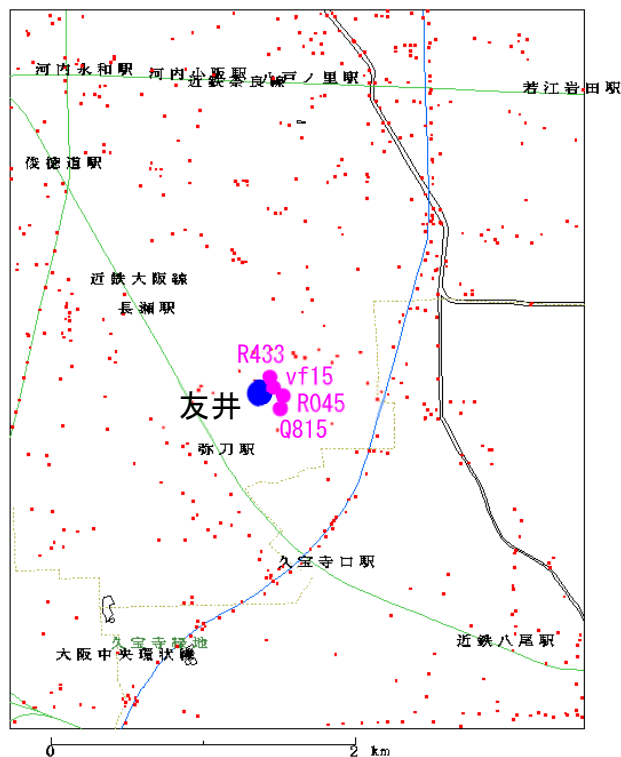 河内永和駅
河内小阪駅
八戸ノ里駅
近鉄奈良線
若江岩田駅
俊徳道駅
近鉄大阪線
長瀬駅
R433
vf15
友井
R045
Q815
弥刀駅
久宝寺口駅
久宝寺緑地
近鉄八尾駅
大阪中央環状線
0 2 km